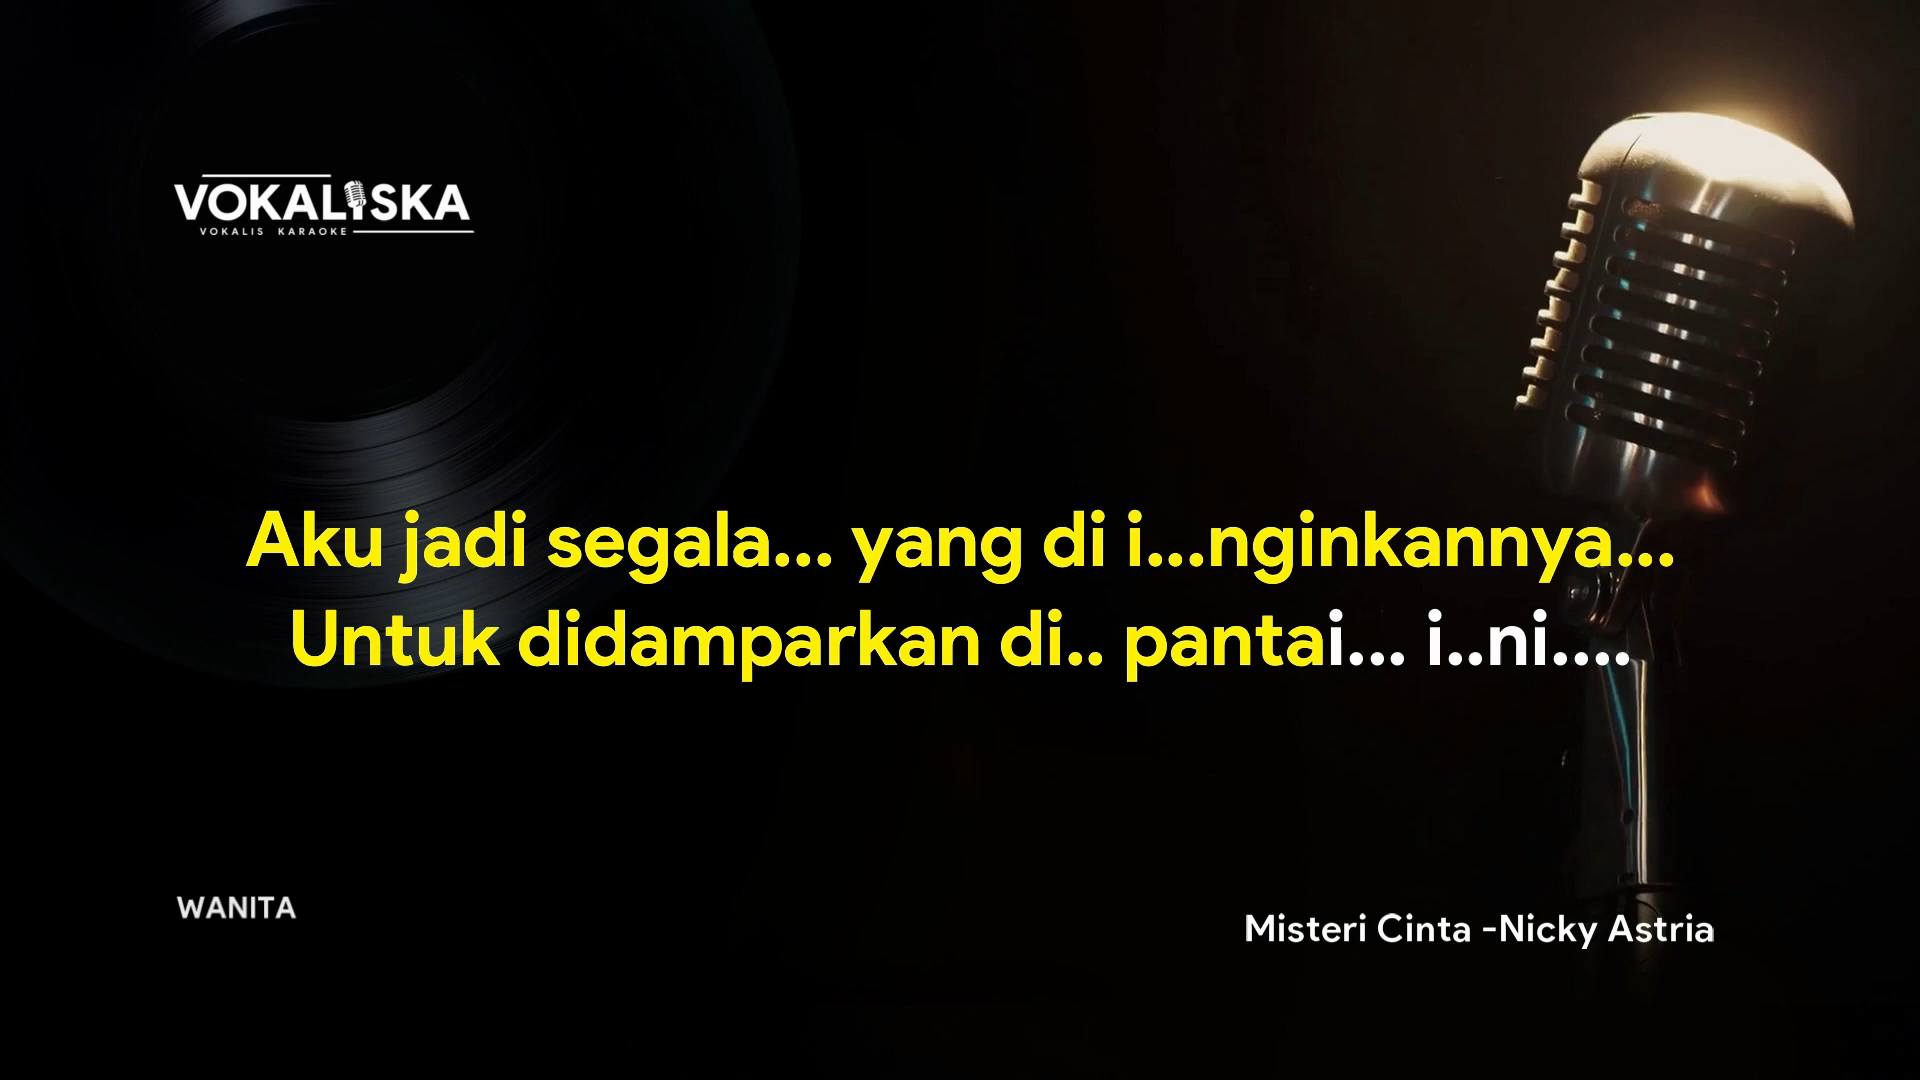 VOKALISKA
VOKALIS KARAOKE
Aku jadi segala... yang di i...nginkannya...
Untuk didamparkan di.. pantai... i..ni....
WANITA
Misteri Cinta -Nicky Astria